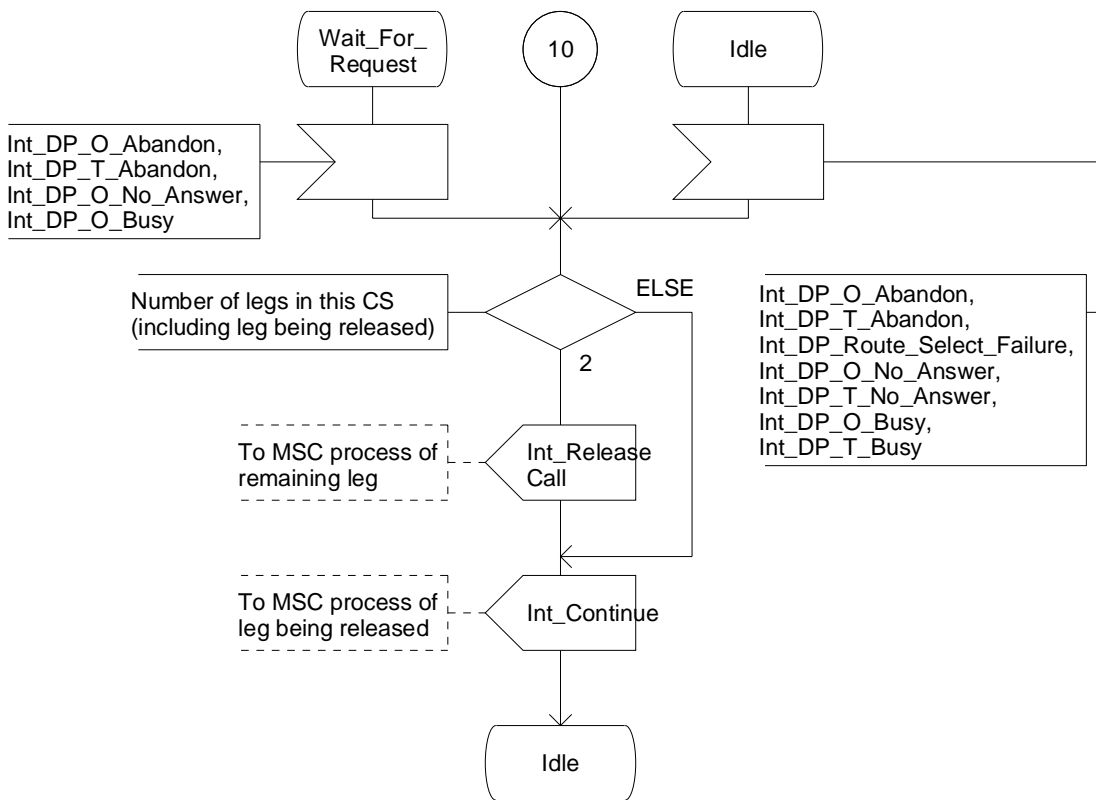 Wait_For_
Request
10
Idle
Int_DP_O_Abandon,
Int_DP_T_Abandon,
Int_DP_O_No_Answer,
Int_DP_O_Busy
Number of legs in this CS
(including leg being released)
ELSE
2
Int_DP_O_Abandon,
Int_DP_T_Abandon,
Int_DP_Route_Select_Failure,
Int_DP_O_No_Answer,
Int_DP_T_No_Answer,
Int_DP_O_Busy,
Int_DP_T_Busy
To MSC process of
remaining leg
Int_Release
Call
To MSC process of
leg being released
Int_Continue
Idle